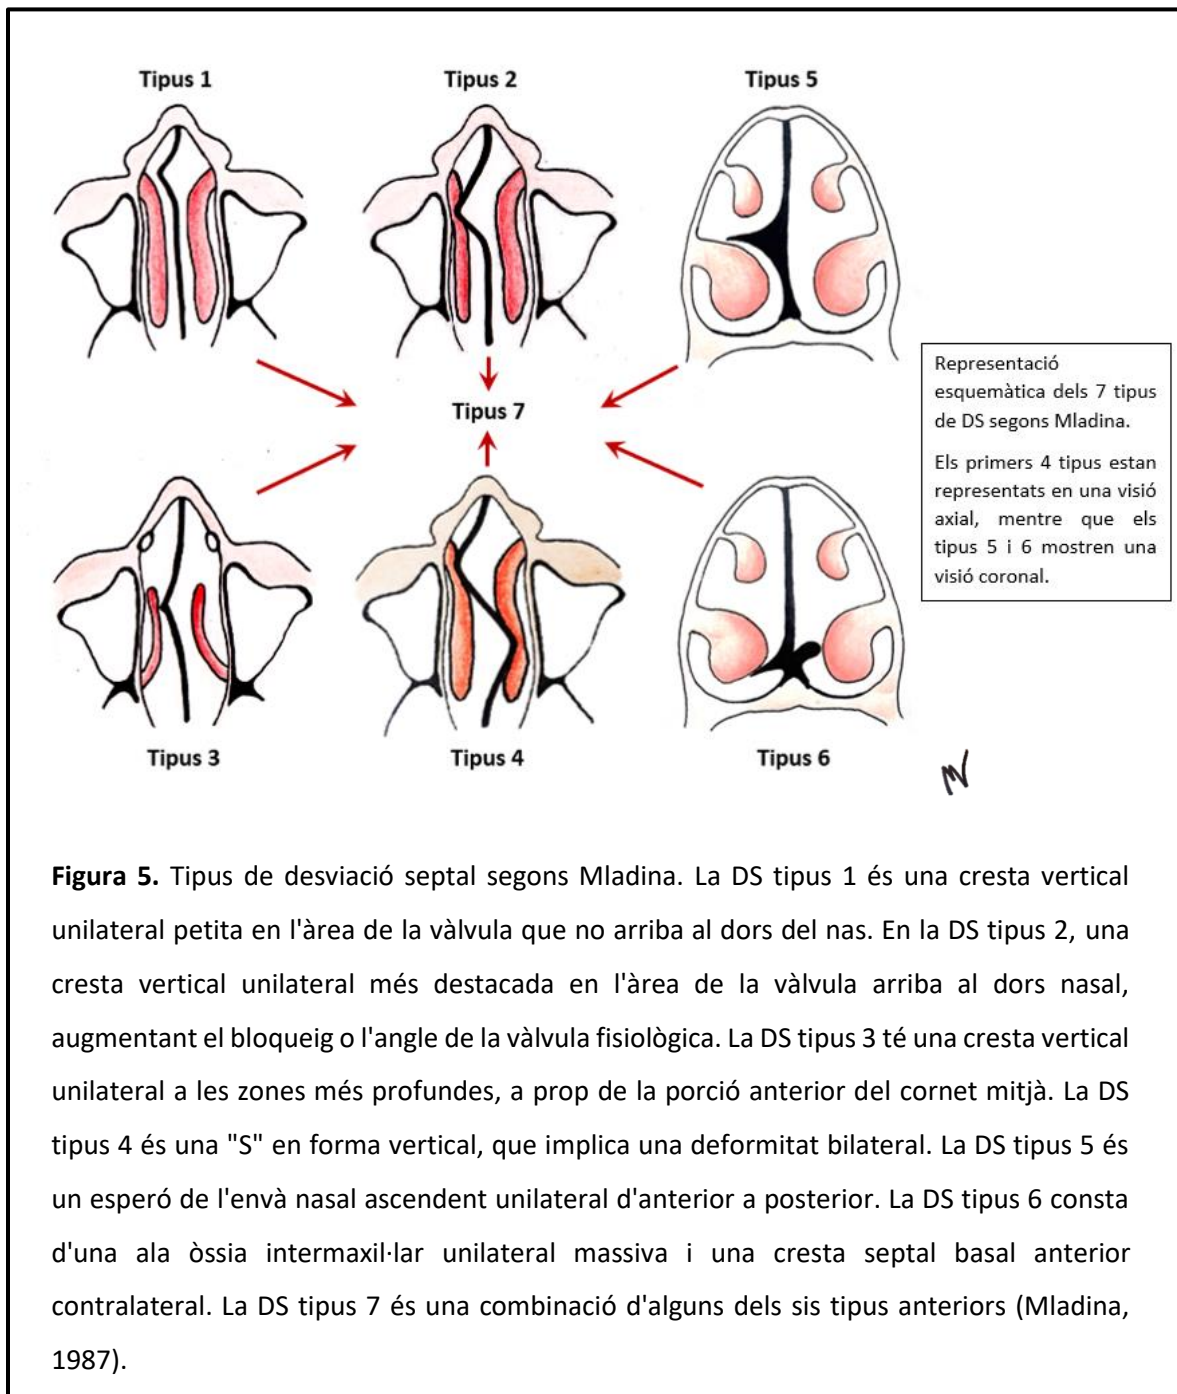 Tipus 1
Tipus 2
Tipus 5
Tipus 7
Representació
esquemàtica dels 7 tipus
de DS segons Mladina.
Els primers 4 tipus estan
representats en una visió
axial, mentre que els
tipus 5 i 6 mostren una
visió coronal.
Tipus 3
Tipus 4
Tipus 6
Figura 5. Tipus de desviació septal segons Mladina. La DS tipus 1 és una cresta vertical
unilateral petita en l'àrea de la vàlvula que no arriba al dors del nas. En la DS tipus 2, una
cresta vertical unilateral més destacada en l'àrea de la vàlvula arriba al dors nasal,
augmentant el bloqueig o l'angle de la vàlvula fisiològica. La DS tipus 3 té una cresta vertical
unilateral a les zones més profundes, a prop de la porció anterior del cornet mitjà. La DS
tipus 4 és una "S" en forma vertical, que implica una deformitat bilateral. La DS tipus 5 és
un esperó de l'envà nasal ascendent unilateral d'anterior a posterior. La DS tipus 6 consta
d'una ala òssia intermaxil·lar unilateral massiva i una cresta septal basal anterior
contralateral. La DS tipus 7 és una combinació d'alguns dels sis tipus anteriors (Mladina,
1987).